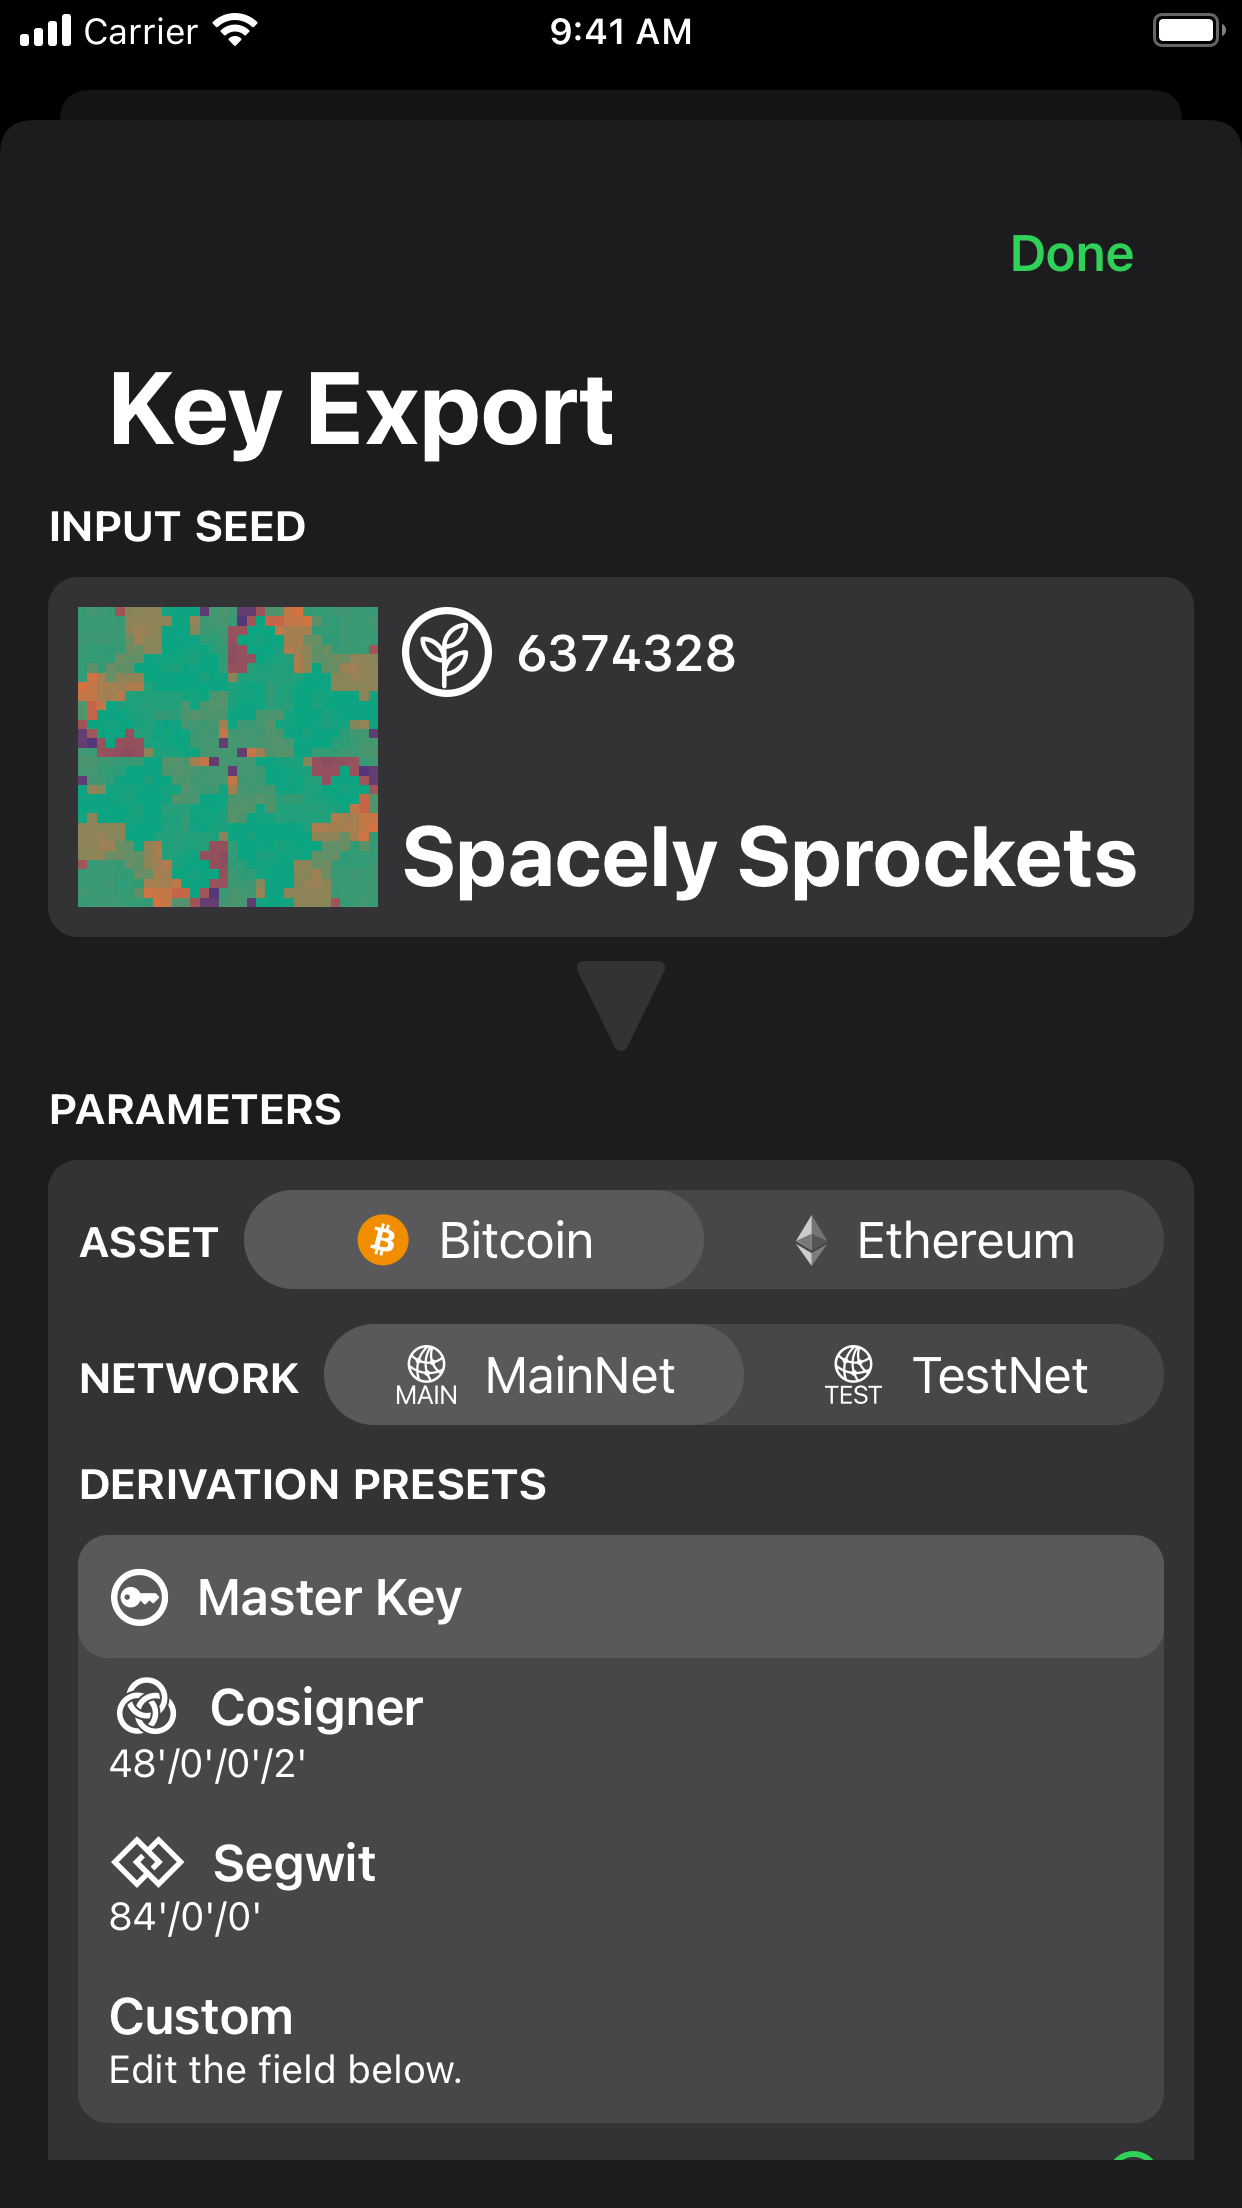 Carrier 9:41 AM
Done
Key Export
INPUT SEED
6374328
Spacely Sprockets
PARAMETERS
ASSET Bitcoin Ethereum
NETWORK MAIN MainNet TEST TestNet
DERIVATION PRESETS
Master Key
Cosigner
48'/0'/0'/2'
Segwit
84'/0'/0'
Custom
Edit the field below.